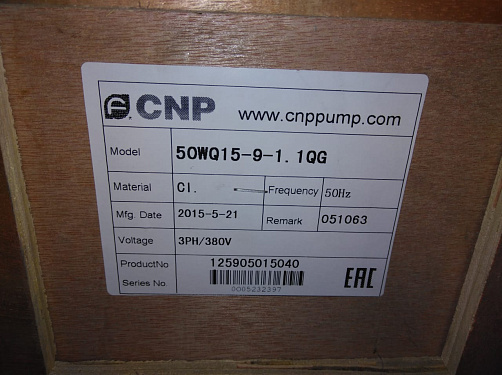 CNP www.cnppump.com
Model 50WQ15-9-1.1QG
Material CI. Frequency 50Hz
Mfg. Date 2015-5-21 Remark 051063
Voltage 3PH/380V
ProductNo 125905015040
Series No. 0005232297
EAC